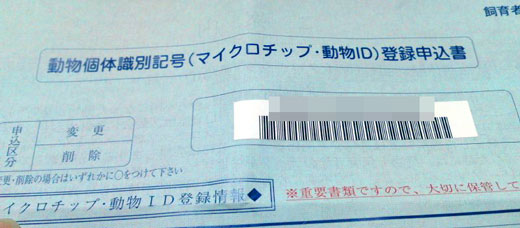 飼育者
動物個体識別記号(マイクロチップ・動物ID)登録申込書
申込区分
変更
削除
変更・削除の場合はいずれかに○をつけて下さい
イクロチップ・動物ID登録情報◆
※重要書類ですので、大切に保管して